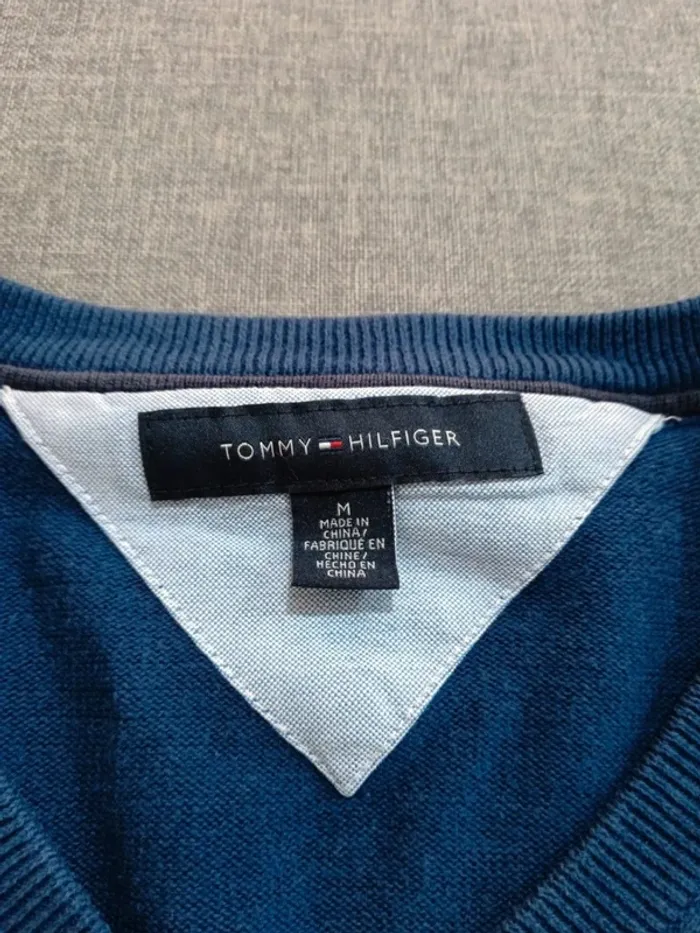 TOMMY HILFIGER
M
MADE IN
CHINA/
FABRIQUÉ EN
CHINE/
HECHO EN
CHINA